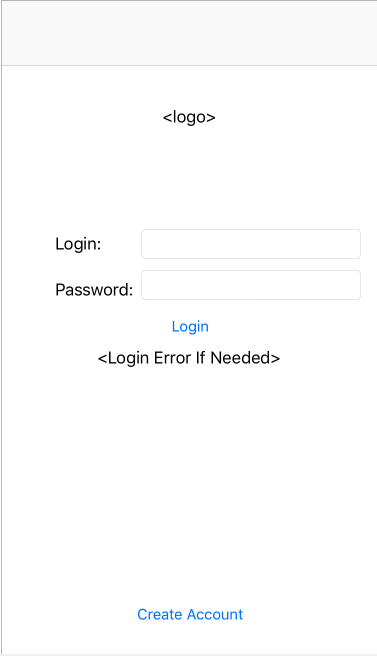 <logo>
Login:
Password:
Login
<Login Error If Needed>
Create Account